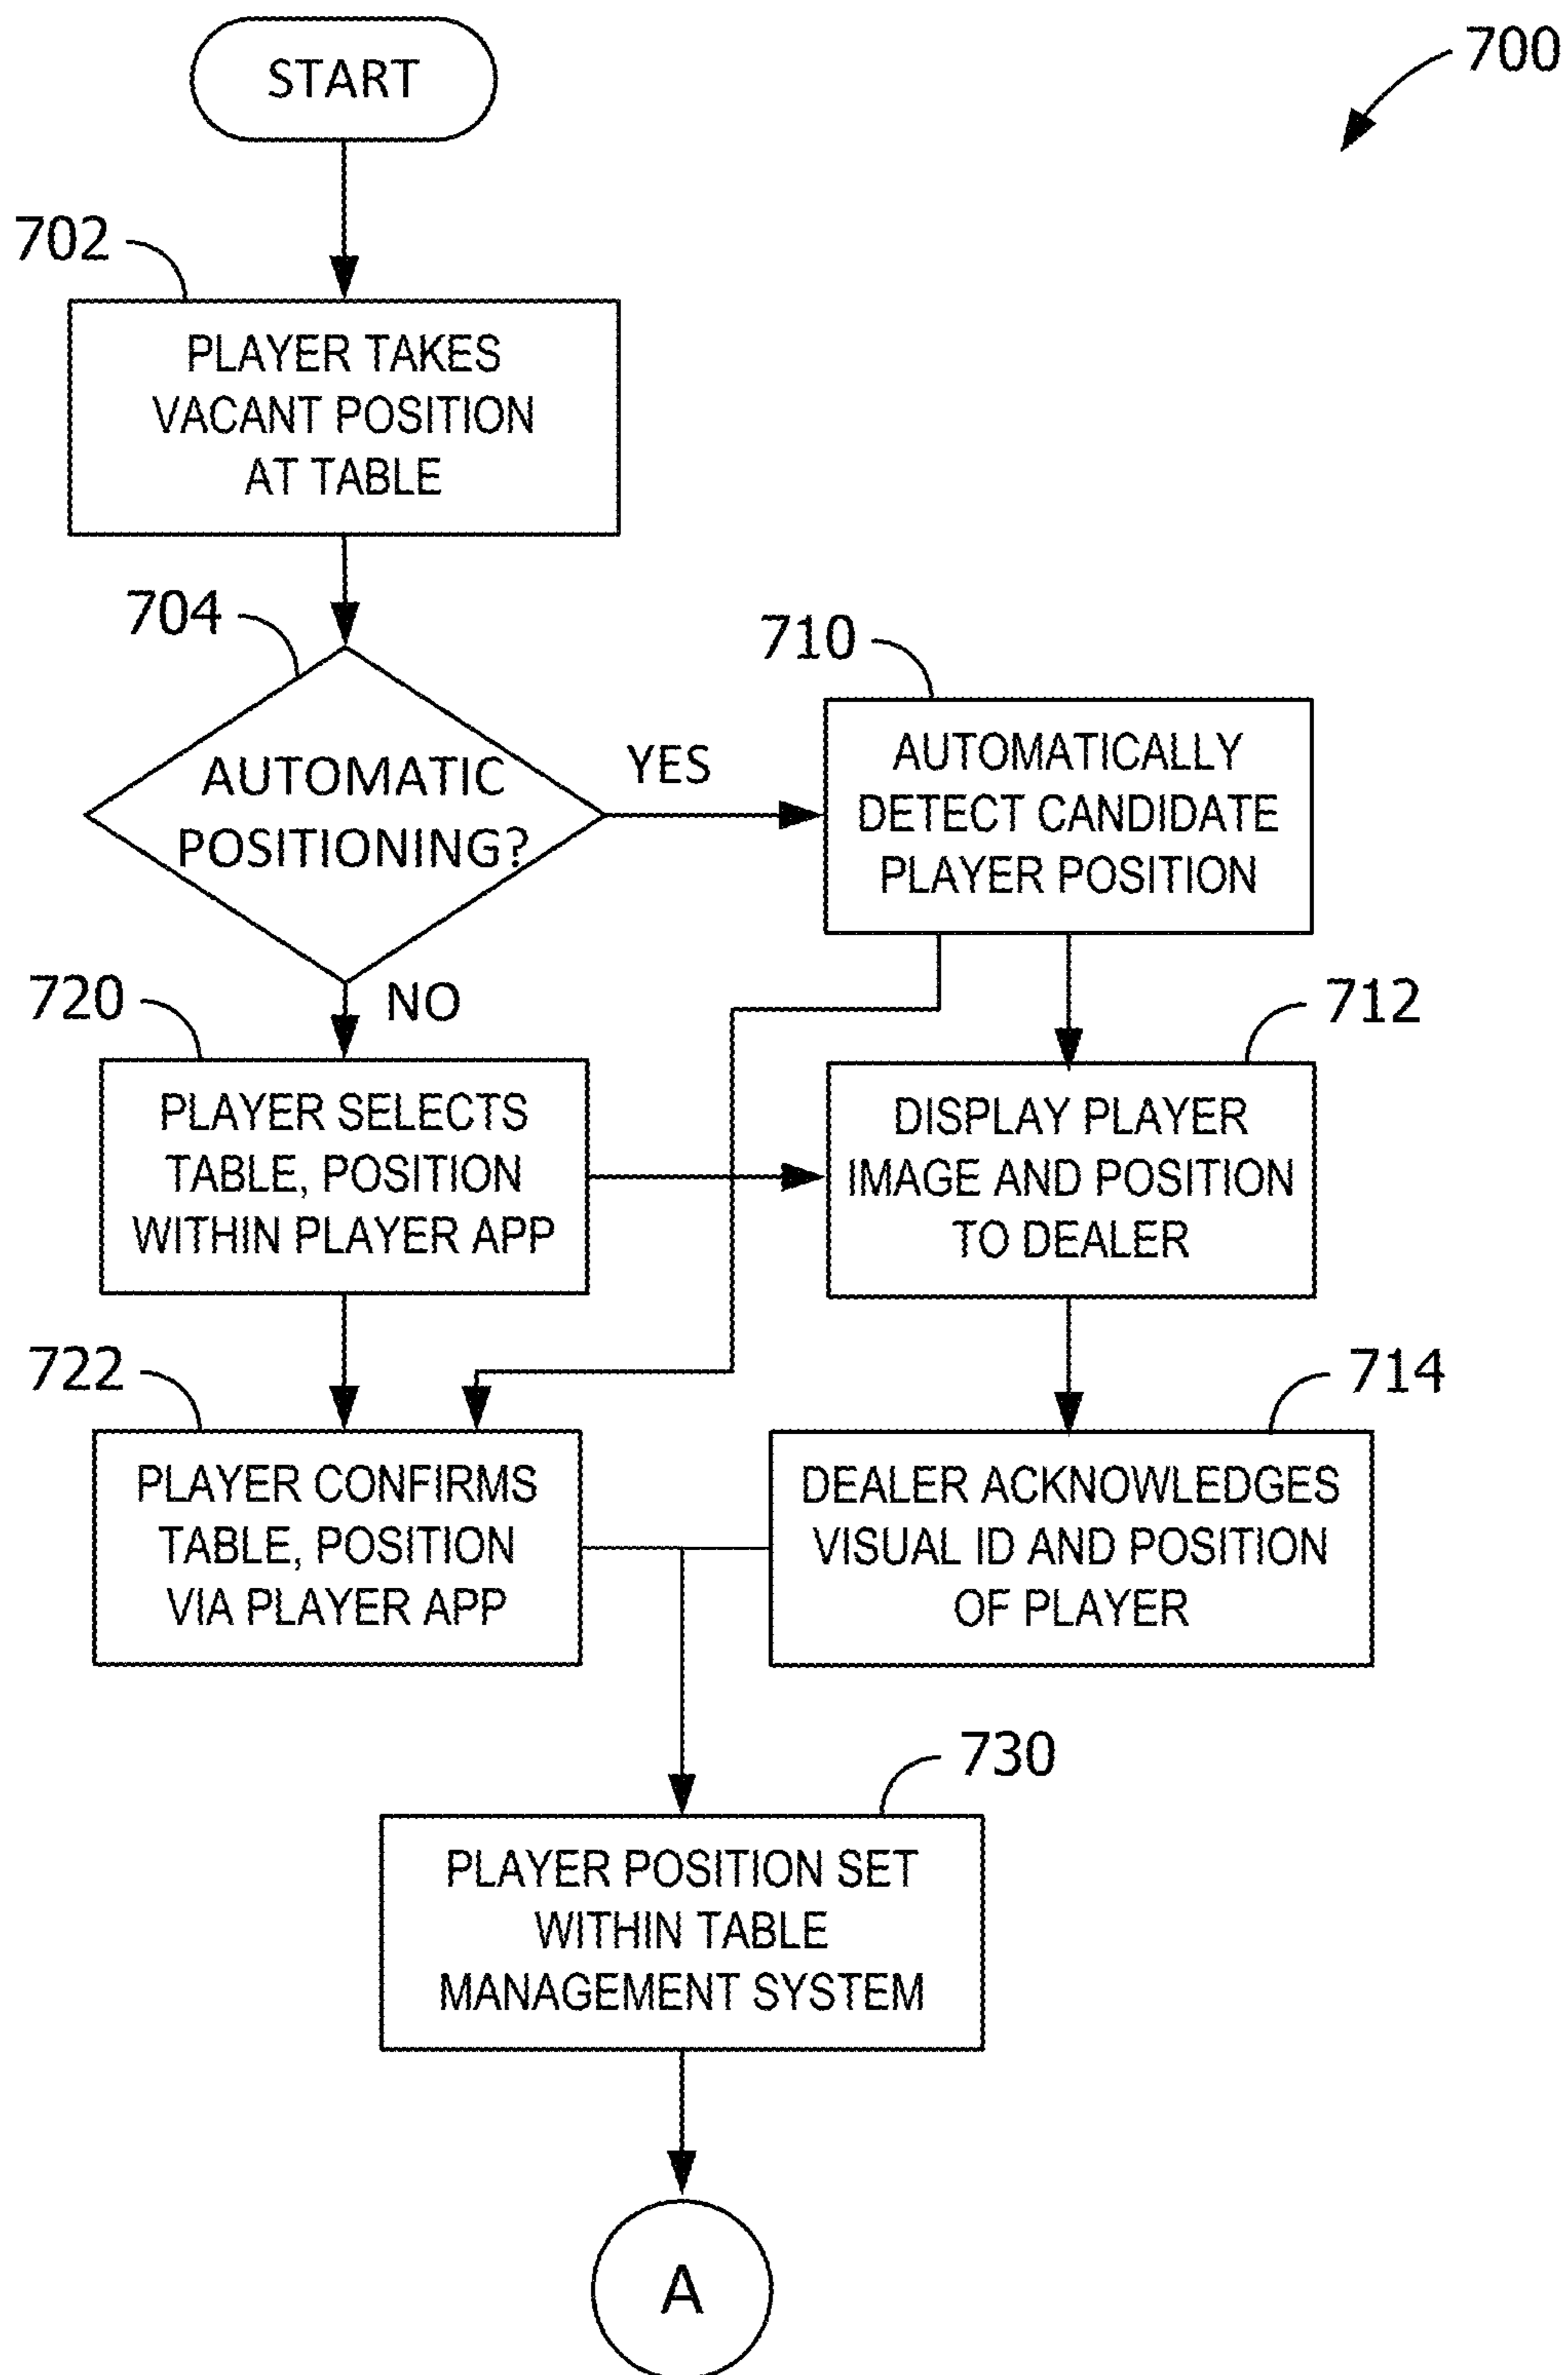 START
700
702
PLAYER TAKES
VACANT POSITION
AT TABLE
704
AUTOMATIC
POSITIONING?
YES
710
AUTOMATICALLY
DETECT CANDIDATE
PLAYER POSITION
NO
720
PLAYER SELECTS
TABLE, POSITION
WITHIN PLAYER APP
712
DISPLAY PLAYER
IMAGE AND POSITION
TO DEALER
722
PLAYER CONFIRMS
TABLE, POSITION
VIA PLAYER APP
714
DEALER ACKNOWLEDGES
VISUAL ID AND POSITION
OF PLAYER
730
PLAYER POSITION SET
WITHIN TABLE
MANAGEMENT SYSTEM
A